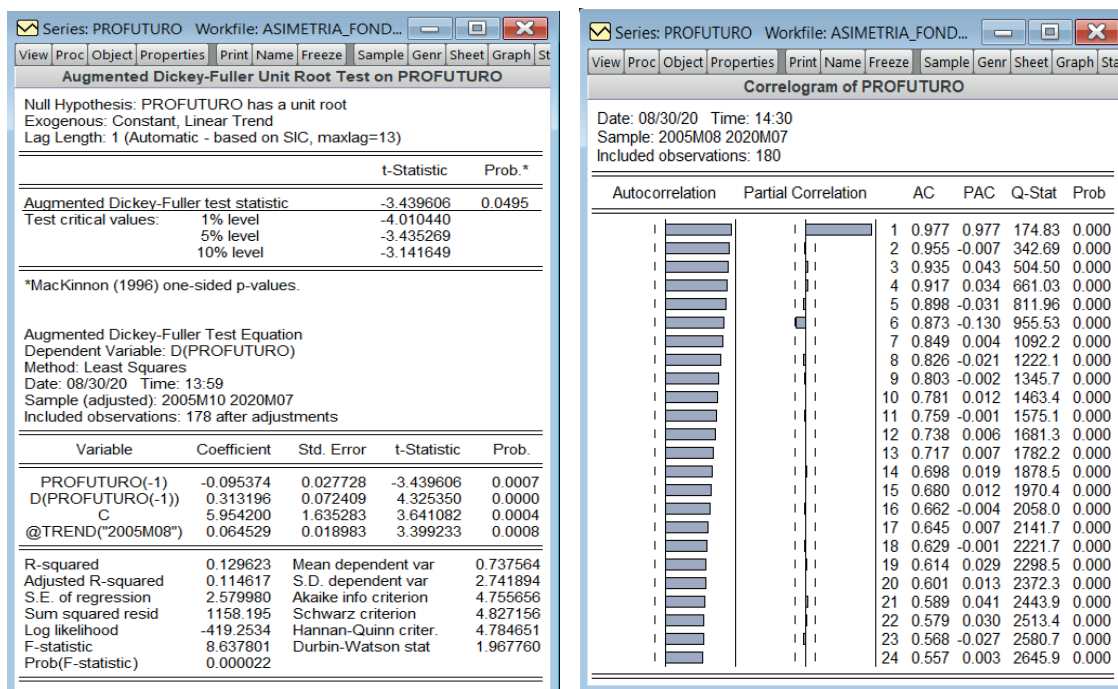 Series: PROFUTURO Workfile: ASIMETRIA_FOND...
View Proc Object Properties Print Name Freeze Sample Genr Sheet Graph St
Augmented Dickey-Fuller Unit Root Test on PROFUTURO
Null Hypothesis: PROFUTURO has a unit root
Exogenous: Constant, Linear Trend
Lag Length: 1 (Automatic - based on SIC, maxlag=13)
t-Statistic Prob.*
Augmented Dickey-Fuller test statistic -3.439606 0.0495
Test critical values: 1% level -4.010440
5% level -3.435269
10% level -3.141649
*MacKinnon (1996) one-sided p-values.
Augmented Dickey-Fuller Test Equation
Dependent Variable: D(PROFUTURO)
Method: Least Squares
Date: 08/30/20 Time: 13:59
Sample (adjusted): 2005M10 2020M07
Included observations: 178 after adjustments
Variable Coefficient Std. Error t-Statistic Prob.
PROFUTURO(-1) -0.095374 0.027728 -3.439606 0.0007
D(PROFUTURO(-1)) 0.313196 0.072409 4.325350 0.0000
C 5.954200 1.635283 3.641082 0.0004
@TREND("2005M08") 0.064529 0.018983 3.399233 0.0008
R-squared 0.129623 Mean dependent var 0.737564
Adjusted R-squared 0.114617 S.D. dependent var 2.741894
S.E. of regression 2.579980 Akaike info criterion 4.755656
Sum squared resid 1158.195 Schwarz criterion 4.827156
Log likelihood -419.2534 Hannan-Quinn criter. 4.784651
F-statistic 8.637801 Durbin-Watson stat 1.967760
Prob(F-statistic) 0.000022
Series: PROFUTURO Workfile: ASIMETRIA_FOND...
View Proc Object Properties Print Name Freeze Sample Genr Sheet Graph Sta
Correlogram of PROFUTURO
Date: 08/30/20 Time: 14:30
Sample: 2005M08 2020M07
Included observations: 180
Autocorrelation Partial Correlation AC PAC Q-Stat Prob
1 0.977 0.977 174.83 0.000
2 0.955 -0.007 342.69 0.000
3 0.935 0.043 504.50 0.000
4 0.917 0.034 661.03 0.000
5 0.898 -0.031 811.96 0.000
6 0.873 -0.130 955.53 0.000
7 0.849 0.004 1092.2 0.000
8 0.826 -0.021 1222.1 0.000
9 0.803 -0.002 1345.7 0.000
10 0.781 0.012 1463.4 0.000
11 0.759 -0.001 1575.1 0.000
12 0.738 0.006 1681.3 0.000
13 0.717 0.007 1782.2 0.000
14 0.698 0.019 1878.5 0.000
15 0.680 0.012 1970.4 0.000
16 0.662 -0.004 2058.0 0.000
17 0.645 0.007 2141.7 0.000
18 0.629 -0.001 2221.7 0.000
19 0.614 0.029 2298.5 0.000
20 0.601 0.013 2372.3 0.000
21 0.589 0.041 2443.9 0.000
22 0.579 0.030 2513.4 0.000
23 0.568 -0.027 2580.7 0.000
24 0.557 0.003 2645.9 0.000